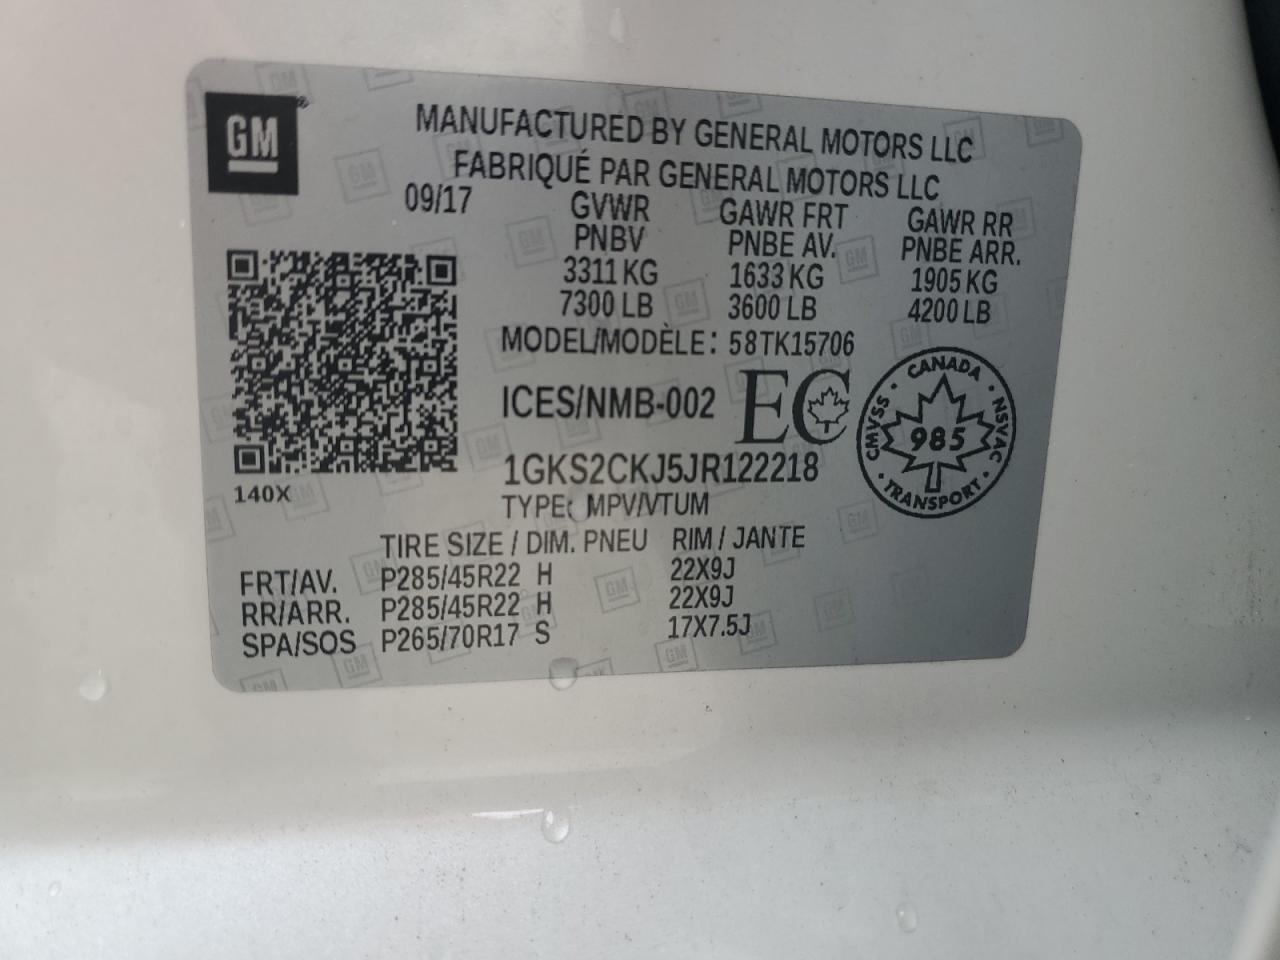 GM®
MANUFACTURED BY GENERAL MOTORS LLC
FABRIQUÉ PAR GENERAL MOTORS LLC
09/17 GVWR GAWR FRT GAWR RR
PNBV PNBE AV. PNBE ARR.
3311 KG 1633 KG 1905 KG
7300 LB 3600 LB 4200 LB
MODEL/MODÈLE: 58TK15706
ICES/NMB-002 EC
CANADA
CMVSS 985 NSVAC
TRANSPORT
1GKS2CKJ5JR122218
140X
TYPE: MPV/VTUM
TIRE SIZE / DIM. PNEU RIM / JANTE
FRT/AV. P285/45R22 H 22X9J
RR/ARR. P285/45R22 H 22X9J
SPA/SOS P265/70R17 S 17X7.5J